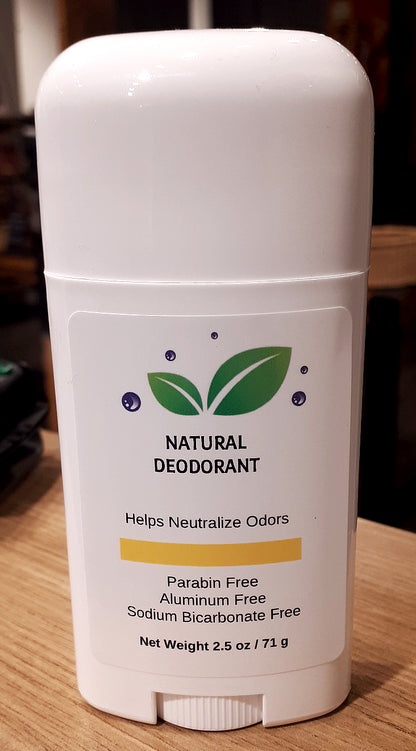 NATURAL
DEODORANT
Helps Neutralize Odors
Parabin Free
Aluminum Free
Sodium Bicarbonate Free
Net Weight 2.5 oz / 71 g